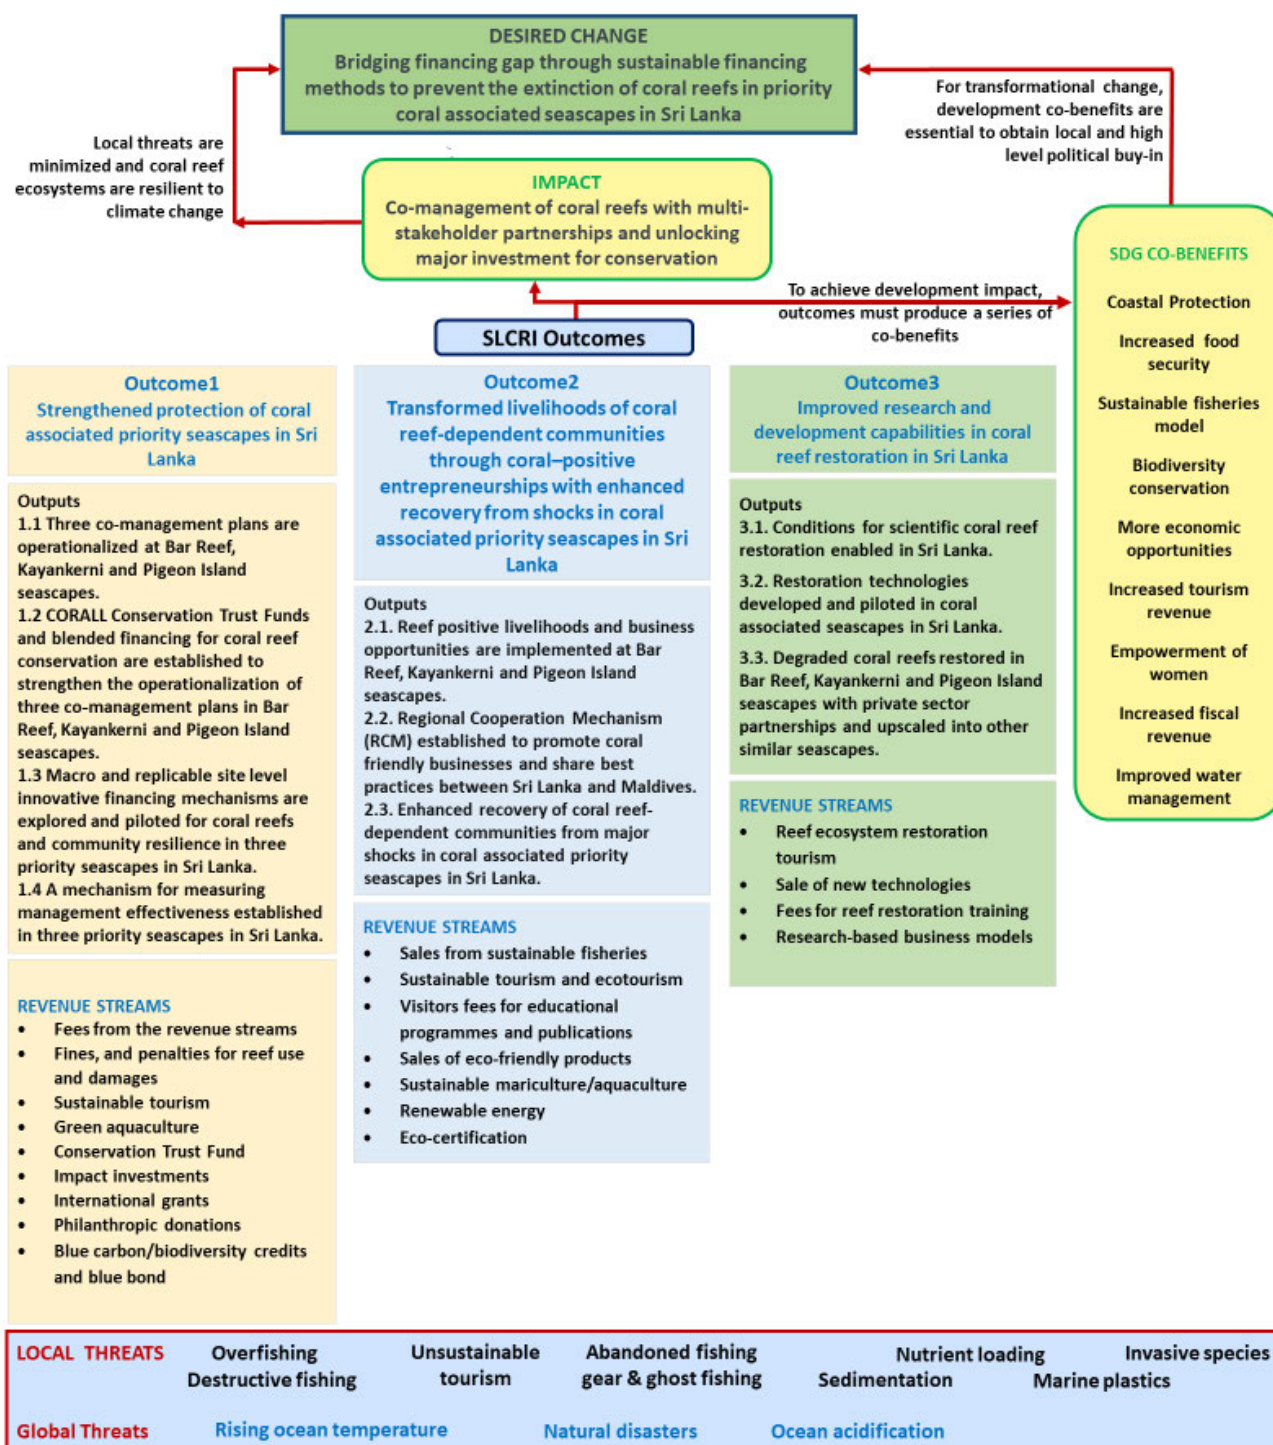 DESIRED CHANGE
Bridging financing gap through sustainable financing
methods to prevent the extinction of coral reefs in priority
coral associated seascapes in Sri Lanka
For transformational change,
development co-benefits are
essential to obtain local and high
level political buy-in
Local threats are
minimized and coral reef
ecosystems are resilient to
climate change
IMPACT
Co-management of coral reefs with multi-
stakeholder partnerships and unlocking
major investment for conservation
To achieve development impact,
outcomes must produce a series of
co-benefits
SLCRI Outcomes
SDG CO-BENEFITS
Coastal Protection
Increased food
security
Sustainable fisheries
model
Biodiversity
conservation
More economic
opportunities
Increased tourism
revenue
Empowerment of
women
Increased fiscal
revenue
Improved water
management
Outcome1
Strengthened protection of coral
associated priority seascapes in Sri
Lanka
Outputs
1.1 Three co-management plans are
operationalized at Bar Reef,
Kayankerni and Pigeon Island
seascapes.
1.2 CORALL Conservation Trust Funds
and blended financing for coral reef
conservation are established to
strengthen the operationalization of
three co-management plans in Bar
Reef, Kayankerni and Pigeon Island
seascapes.
1.3 Macro and replicable site level
innovative financing mechanisms are
explored and piloted for coral reefs
and community resilience in three
priority seascapes in Sri Lanka.
1.4 A mechanism for measuring
management effectiveness established
in three priority seascapes in Sri Lanka.
REVENUE STREAMS
• Fees from the revenue streams
• Fines, and penalties for reef use
and damages
• Sustainable tourism
• Green aquaculture
• Conservation Trust Fund
• Impact investments
• International grants
• Philanthropic donations
• Blue carbon/biodiversity credits
and blue bond
Outcome2
Transformed livelihoods of coral
reef-dependent communities
through coral–positive
entrepreneurships with enhanced
recovery from shocks in coral
associated priority seascapes in Sri
Lanka
Outputs
2.1. Reef positive livelihoods and business
opportunities are implemented at Bar
Reef, Kayankerni and Pigeon Island
seascapes.
2.2. Regional Cooperation Mechanism
(RCM) established to promote coral
friendly businesses and share best
practices between Sri Lanka and Maldives.
2.3. Enhanced recovery of coral reef-
dependent communities from major
shocks in coral associated priority
seascapes in Sri Lanka.
REVENUE STREAMS
• Sales from sustainable fisheries
• Sustainable tourism and ecotourism
• Visitors fees for educational
programmes and publications
• Sales of eco-friendly products
• Sustainable mariculture/aquaculture
• Renewable energy
• Eco-certification
Outcome3
Improved research and
development capabilities in coral
reef restoration in Sri Lanka
Outputs
3.1. Conditions for scientific coral reef
restoration enabled in Sri Lanka.
3.2. Restoration technologies
developed and piloted in coral
associated seascapes in Sri Lanka.
3.3. Degraded coral reefs restored in
Bar Reef, Kayankerni and Pigeon Island
seascapes with private sector
partnerships and upscaled into other
similar seascapes.
REVENUE STREAMS
• Reef ecosystem restoration
tourism
• Sale of new technologies
• Fees for reef restoration training
• Research-based business models
LOCAL THREATS
Overfishing
Destructive fishing
Unsustainable
tourism
Abandoned fishing
gear & ghost fishing
Nutrient loading
Sedimentation
Invasive species
Marine plastics
Global Threats
Rising ocean temperature
Natural disasters
Ocean acidification